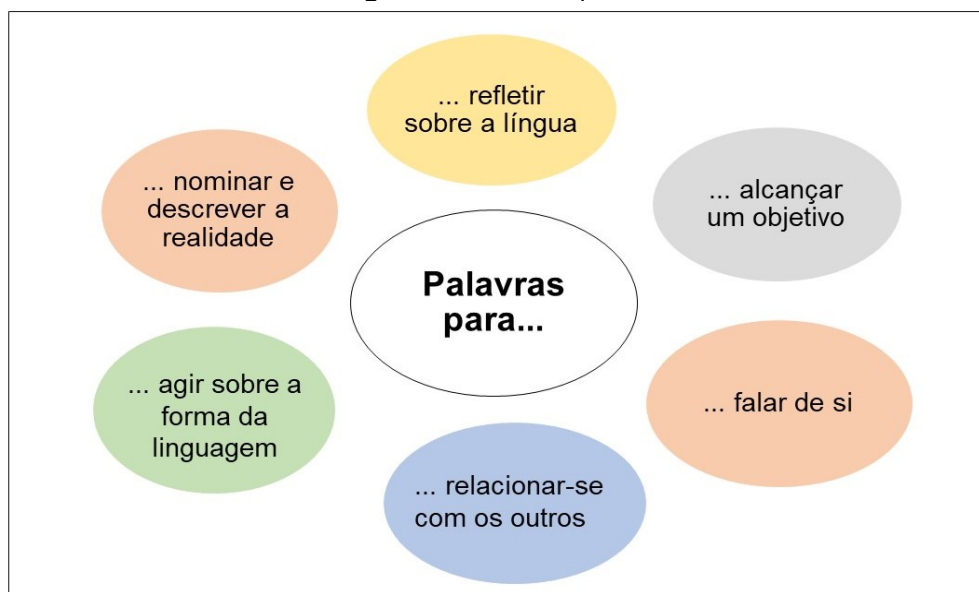 ... refletir
sobre a língua
... nominar e
descrever a
realidade
... alcançar
um objetivo
Palavras
para...
... agir sobre a
forma da
linguagem
... falar de si
... relacionar-se
com os outros